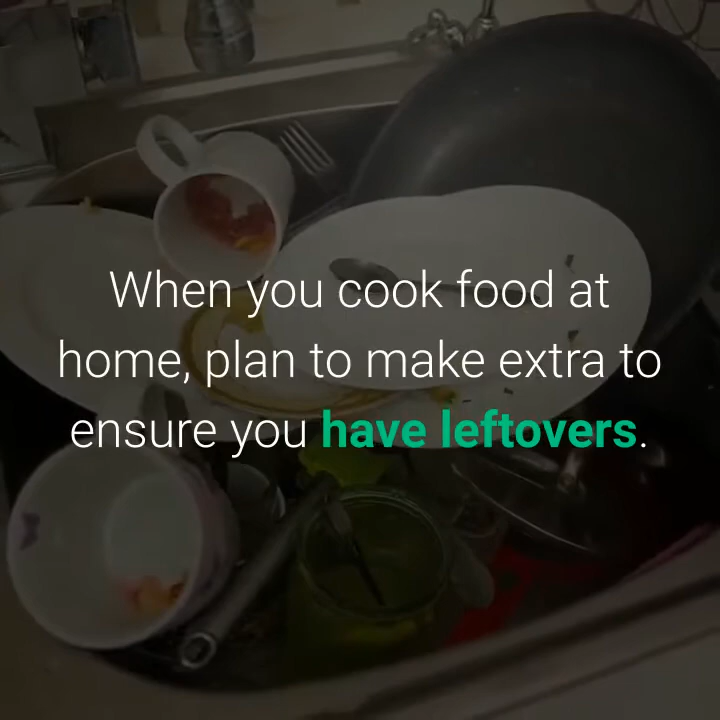 When you cook food at
home, plan to make extra to
ensure you have leftovers.